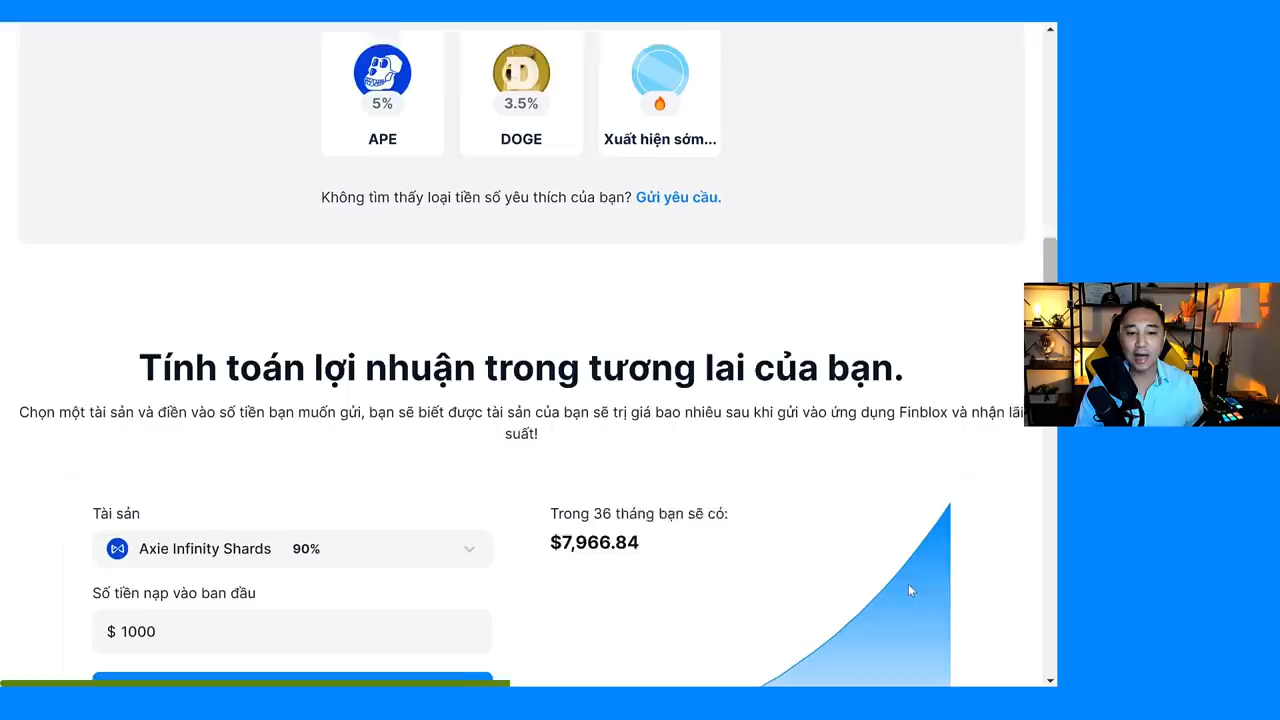 5%
3.5%
APE
DOGE
Xuất hiện sớm...
Không tìm thấy loại tiền số yêu thích của bạn? Gửi yêu cầu.
Tính toán lợi nhuận trong tương lai của bạn.
Chọn một tài sản và điền vào số tiền bạn muốn gửi, bạn sẽ biết được tài sản của bạn sẽ trị giá bao nhiêu sau khi gửi vào ứng dụng Finblox và nhận lãi
suất!
Tài sản
Axie Infinity Shards 90%
Số tiền nạp vào ban đầu
$ 1000
Trong 36 tháng bạn sẽ có:
$7,966.84